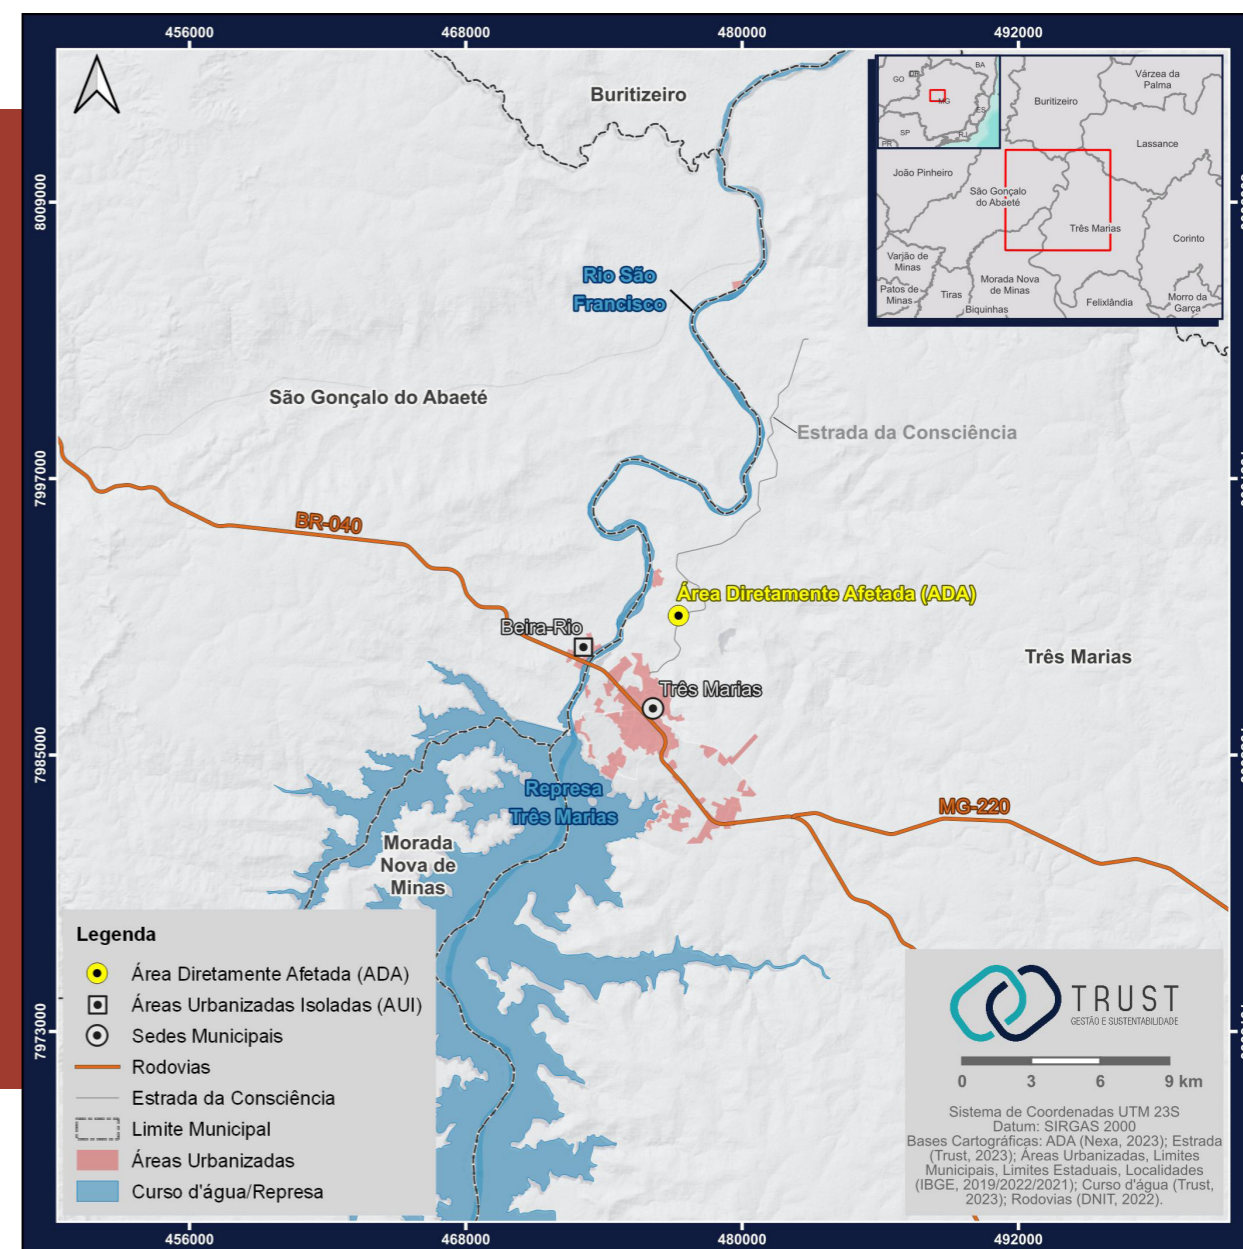 456000
468000
480000
492000
Buritizeiro
GO
DF
BA
MG
ES
SP
RJ
PR
Várzea da
Palma
Buritizeiro
Lassance
João Pinheiro
São Gonçalo
do Abaeté
Três Marias
Corinto
Varjão de
Minas
Morada Nova
de Minas
Patos de
Minas
Tiras
Biquinhas
Felixlândia
Morro da
Garça
8009000
Rio São
Francisco
São Gonçalo do Abaeté
Estrada da Consciência
7997000
BR-040
Área Diretamente Afetada (ADA)
Beira-Rio
Três Marias
Três Marias
7985000
Represa
Três Marias
MG-220
Morada
Nova de
Minas
7973000
Legenda
Área Diretamente Afetada (ADA)
Áreas Urbanizadas Isoladas (AUI)
Sedes Municipais
Rodovias
Estrada da Consciência
Limite Municipal
Áreas Urbanizadas
Curso d'água/Represa
TRUST
GESTÃO E SUSTENTABILIDADE
0 3 6 9 km
Sistema de Coordenadas UTM 23S
Datum: SIRGAS 2000
Bases Cartográficas: ADA (Nexa, 2023); Estrada
(Trust, 2023); Áreas Urbanizadas, Limites
Municipais, Limites Estaduais, Localidades
(IBGE, 2019/2022/2021); Curso d'água (Trust,
2023); Rodovias (DNIT, 2022).
456000
468000
480000
492000